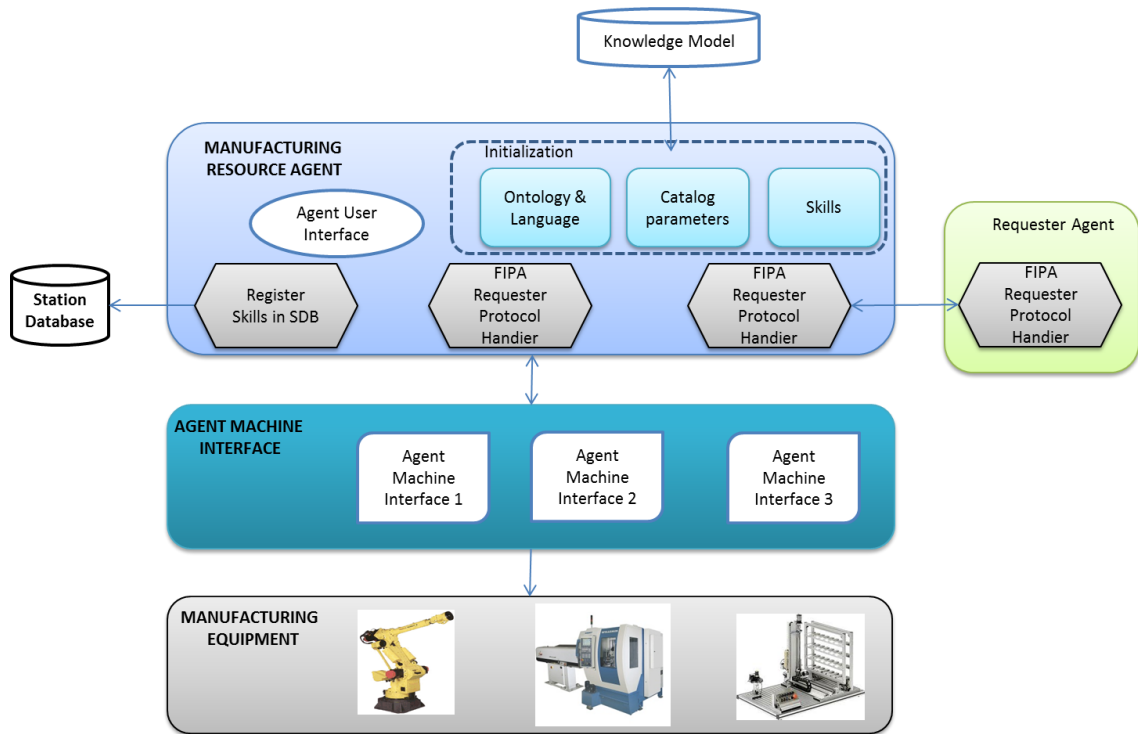 Knowledge Model
MANUFACTURING
RESOURCE AGENT
Initialization
Ontology &
Language
Catalog
parameters
Skills
Agent User
Interface
Requester Agent
Station
Database
Register
Skills in SDB
FIPA
Requester
Protocol
Handier
FIPA
Requester
Protocol
Handier
FIPA
Requester
Protocol
Handier
AGENT MACHINE
INTERFACE
Agent
Machine
Interface 1
Agent
Machine
Interface 2
Agent
Machine
Interface 3
MANUFACTURING
EQUIPMENT